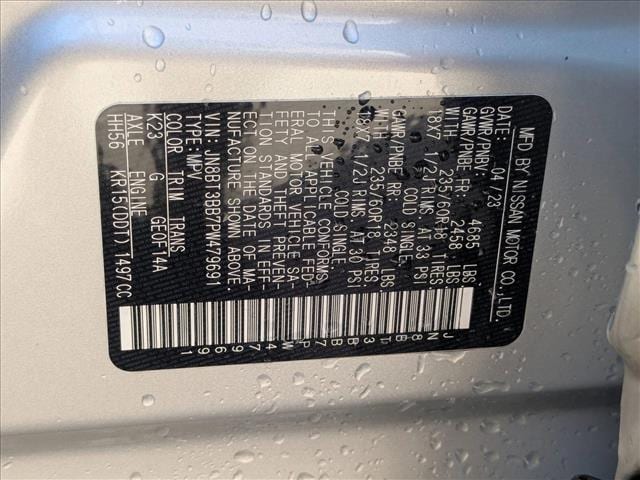 MFD BY NISSAN MOTOR CO.,LTD.
DATE: 04/23
GVWR/PNBV: 4685 LBS
GAWR/PNBE FR 2458 LBS
WITH 235/60R18 TIRES
18X7 1/2J RIMS AT 33 PSI
COLD SINGLE
GAWR/PNBE RR 2348 LBS
WITH 235/60R18 TIRES
18X7 1/2J RIMS AT 30 PSI
COLD SINGLE
THIS VEHICLE CONFORMS
TO ALL APPLICABLE FED-
ERAL MOTOR VEHICLE SA-
FETY AND THEFT PREVEN-
TION STANDARDS IN EFF-
ECT ON THE DATE OF MA-
NUFACTURE SHOWN ABOVE.
VIN: JN8BT3BB7PW479691
TYPE: MPV
COLOR TRIM TRANS
K23 G GE0F14A
AXLE ENGINE
HH56 KR15(DDT) 1497CC
JN8BT3BB7PW479691